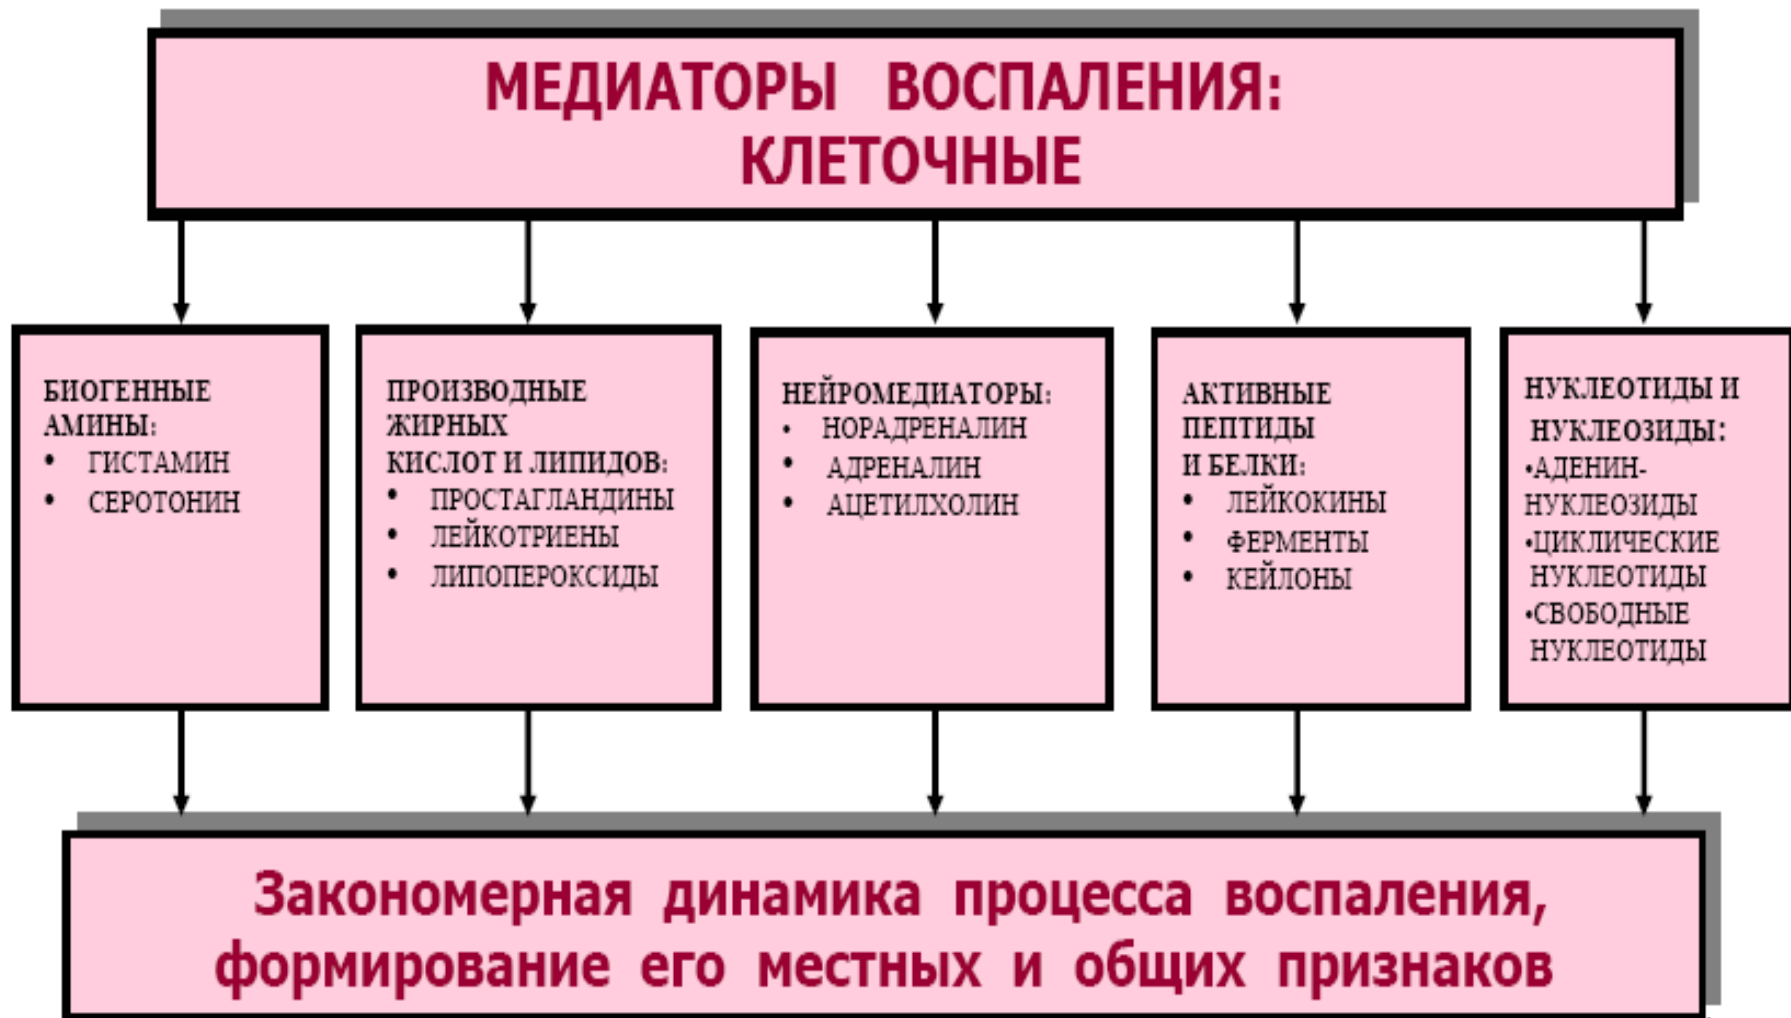 МЕДИАТОРЫ ВОСПАЛЕНИЯ:
КЛЕТОЧНЫЕ
БИОГЕННЫЕ
АМИНЫ:
• ГИСТАМИН
• СЕРОТОНИН
ПРОИЗВОДНЫЕ
ЖИРНЫХ
КИСЛОТ И ЛИПИДОВ:
• ПРОСТАГЛАНДИНЫ
• ЛЕЙКОТРИЕНЫ
• ЛИПОПЕРОКСИДЫ
НЕЙРОМЕДИАТОРЫ:
• НОРАДРЕНАЛИН
• АДРЕНАЛИН
• АЦЕТИЛХОЛИН
АКТИВНЫЕ
ПЕПТИДЫ
И БЕЛКИ:
• ЛЕЙКОКИНЫ
• ФЕРМЕНТЫ
• КЕЙЛОНЫ
НУКЛЕОТИДЫ И
НУКЛЕОЗИДЫ:
•АДЕНИН-
НУКЛЕОЗИДЫ
•ЦИКЛИЧЕСКИЕ
НУКЛЕОТИДЫ
•СВОБОДНЫЕ
НУКЛЕОТИДЫ
Закономерная динамика процесса воспаления,
формирование его местных и общих признаков